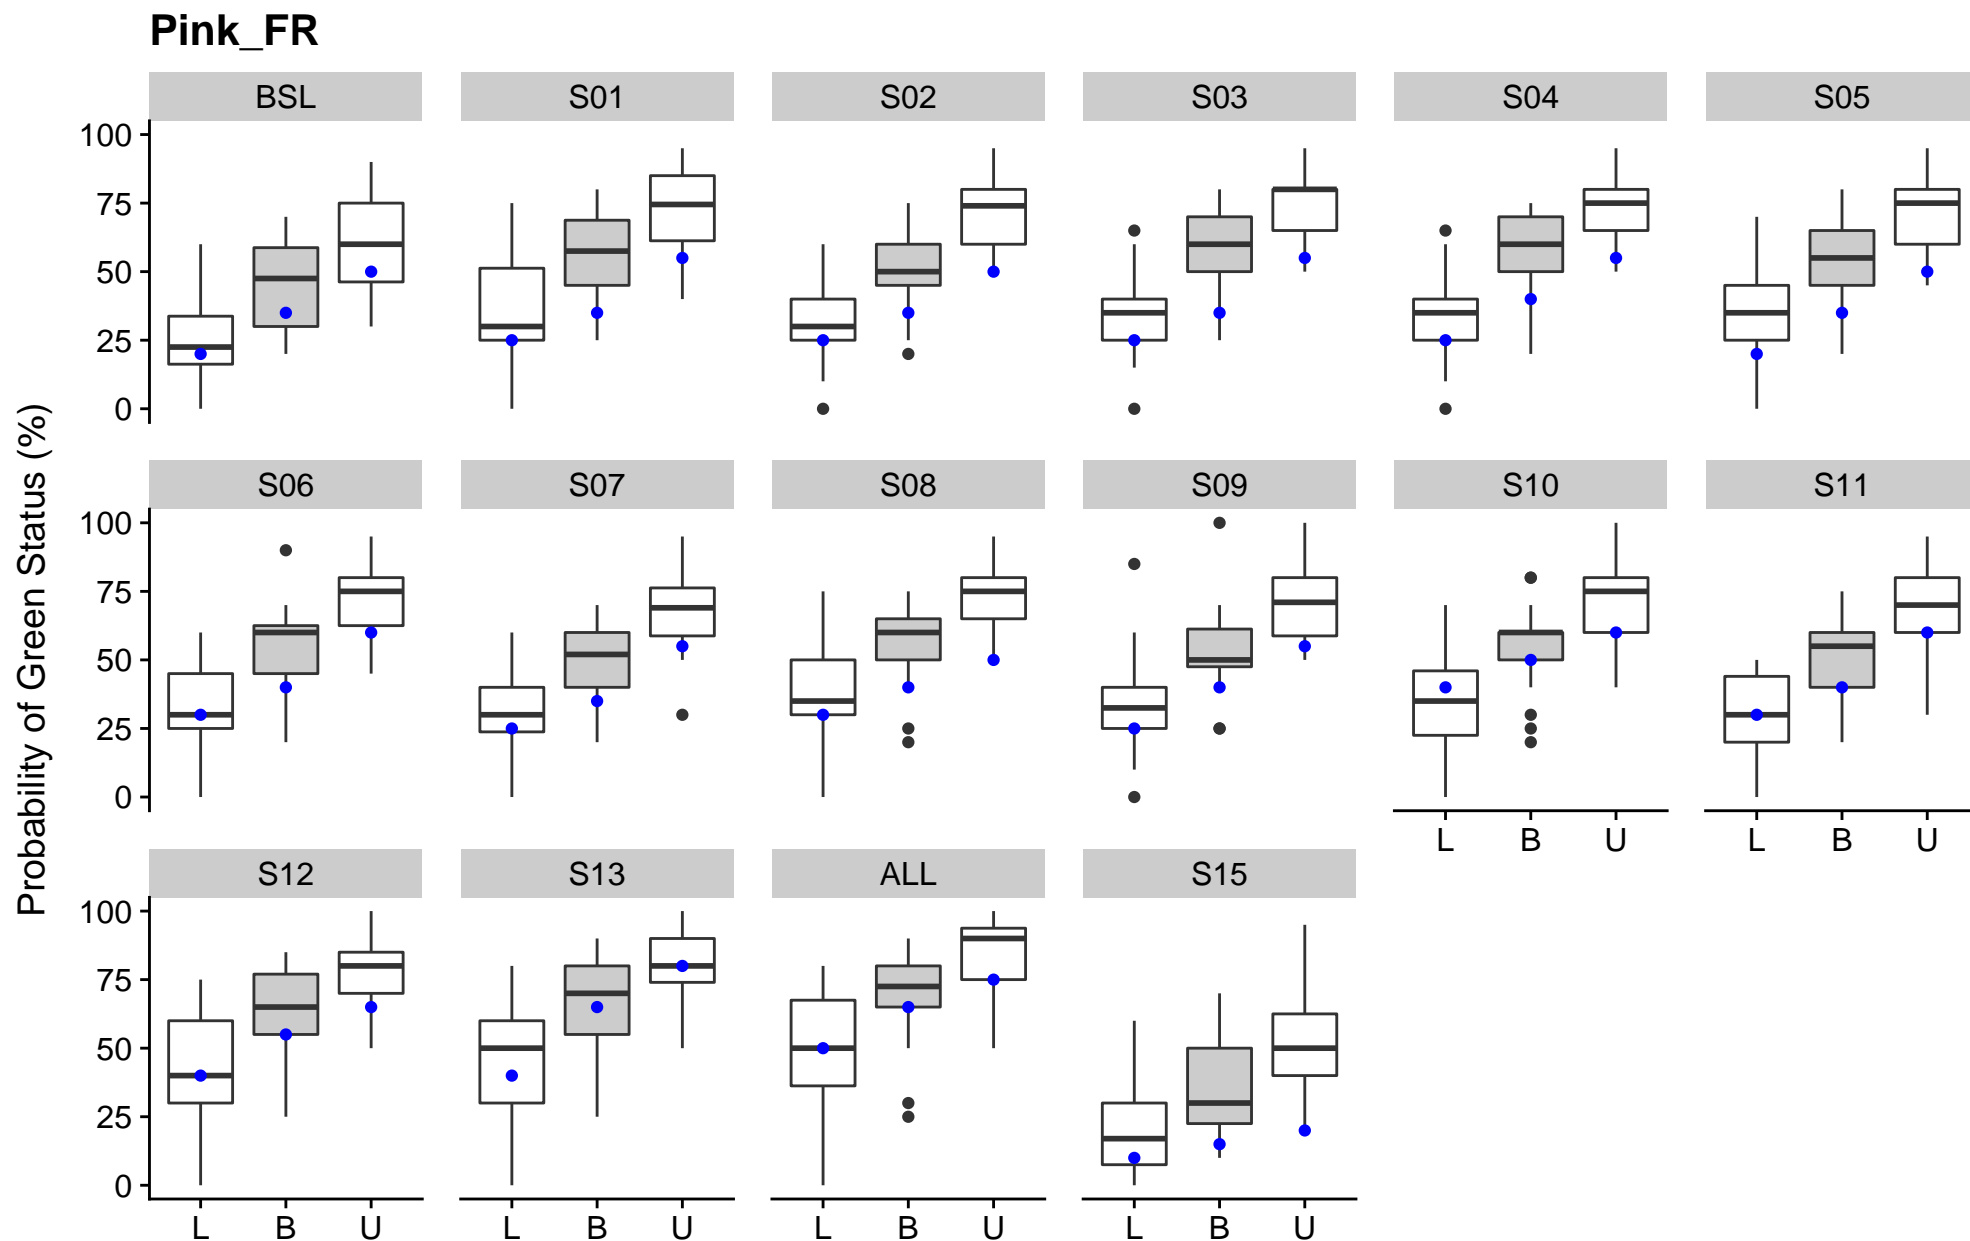 Pink_FR
BSL S01 S02 S03 S04 S05
100
75
50
25
0
S06 S07 S08 S09 S10 S11
100
75
50
25
0
L B U L B U
S12 S13 ALL S15
100
75
50
25
0
L B U L B U L B U L B U
Probability of Green Status (%)